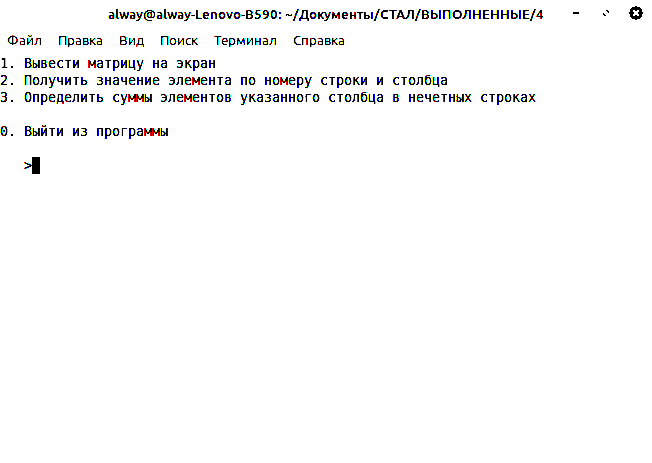 alway@alway-Lenovo-B590: ~/Документы/СТАЛ/ВЫПОЛНЕННЫЕ/4
Файл Правка Вид Поиск Терминал Справка
1. Вывести матрицу на экран
2. Получить значение элемента по номеру строки и столбца
3. Определить суммы элементов указанного столбца в нечетных строках
0. Выйти из программы
>